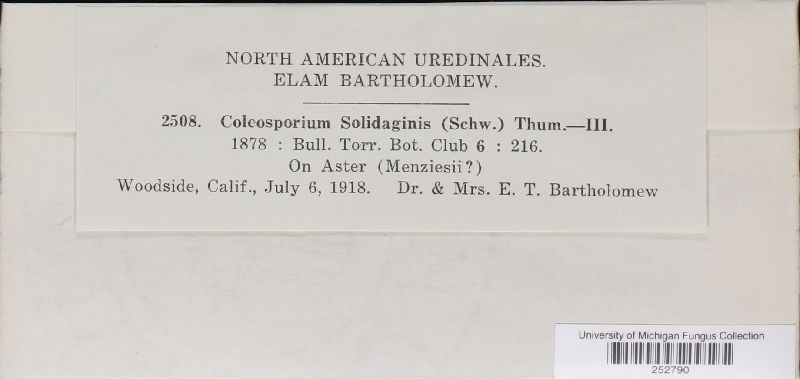 NORTH AMERICAN UREDINALES.
ELAM BARTHOLOMEW.
2508. Coleosporium Solidaginis (Schw.) Thum.—III.
1878 : Bull. Torr. Bot. Club 6 : 216.
On Aster (Menziesii?)
Woodside, Calif., July 6, 1918. Dr. & Mrs. E. T. Bartholomew
University of Michigan Fungus Collection
252790